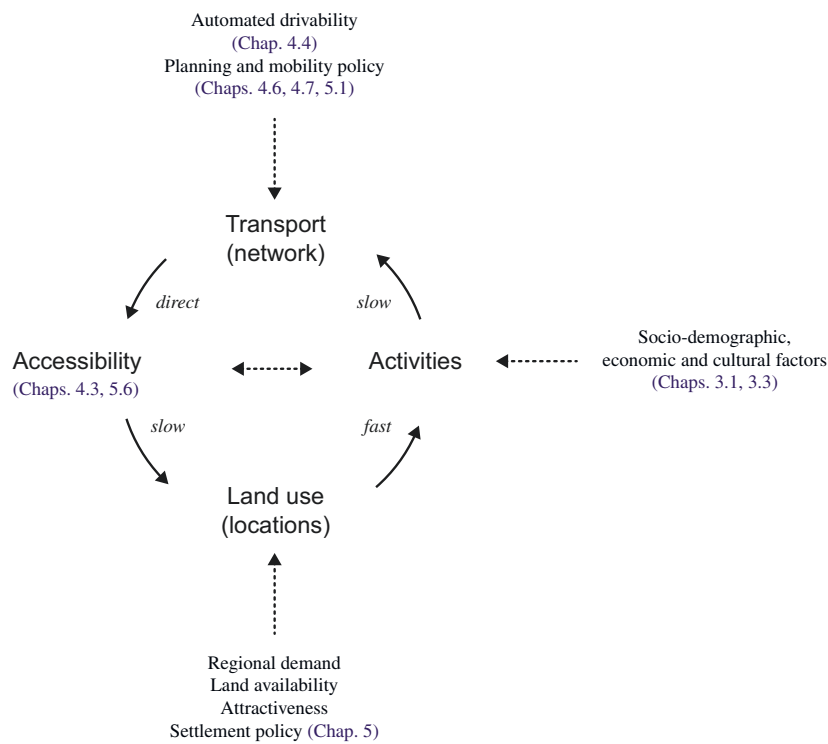 Automated drivability
(Chap. 4.4)
Planning and mobility policy
(Chaps. 4.6, 4.7, 5.1)
Transport
(network)
direct
slow
Accessibility
(Chaps. 4.3, 5.6)
Activities
Socio-demographic,
economic and cultural factors
(Chaps. 3.1, 3.3)
slow
fast
Land use
(locations)
Regional demand
Land availability
Attractiveness
Settlement policy (Chap. 5)